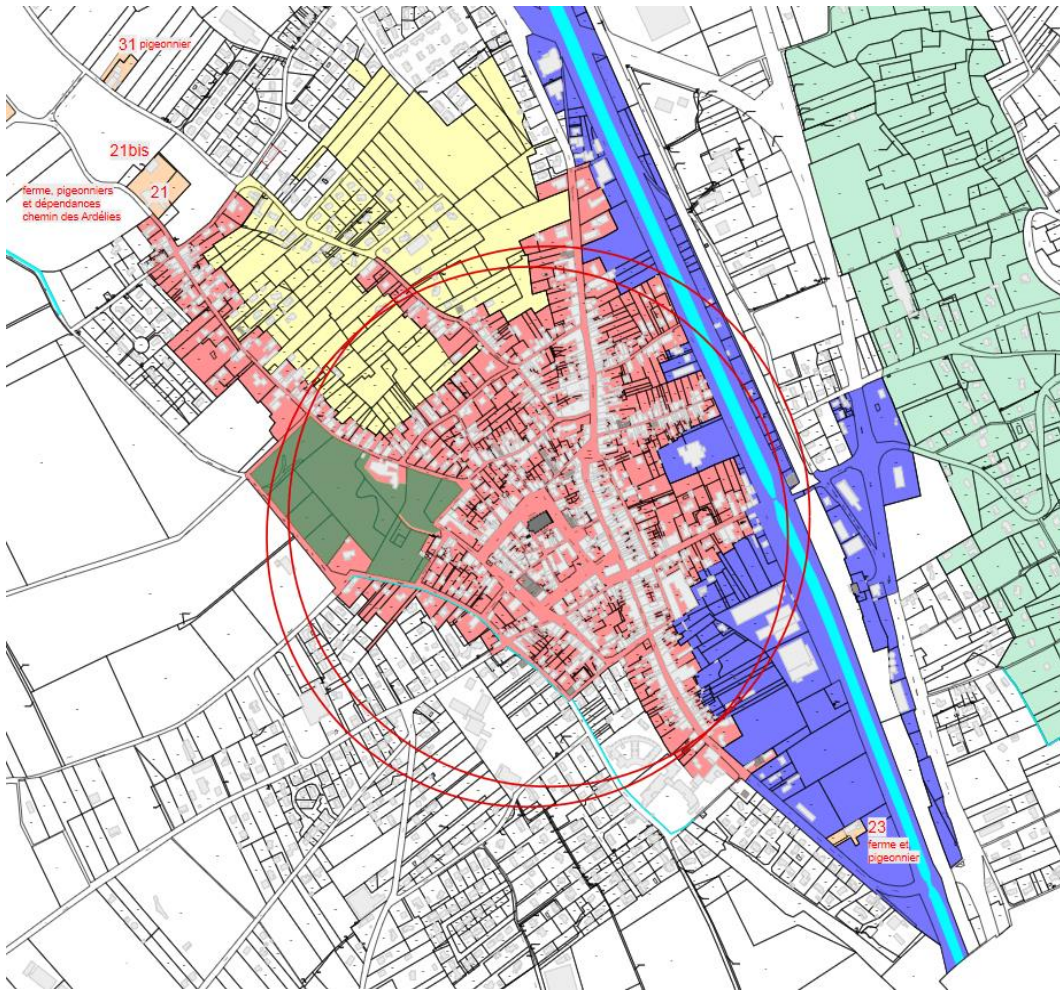 31 pigeonnier
21bis
21
ferme, pigeonniers
et dépendances
chemin des Ardélies
23
ferme et
pigeonnier